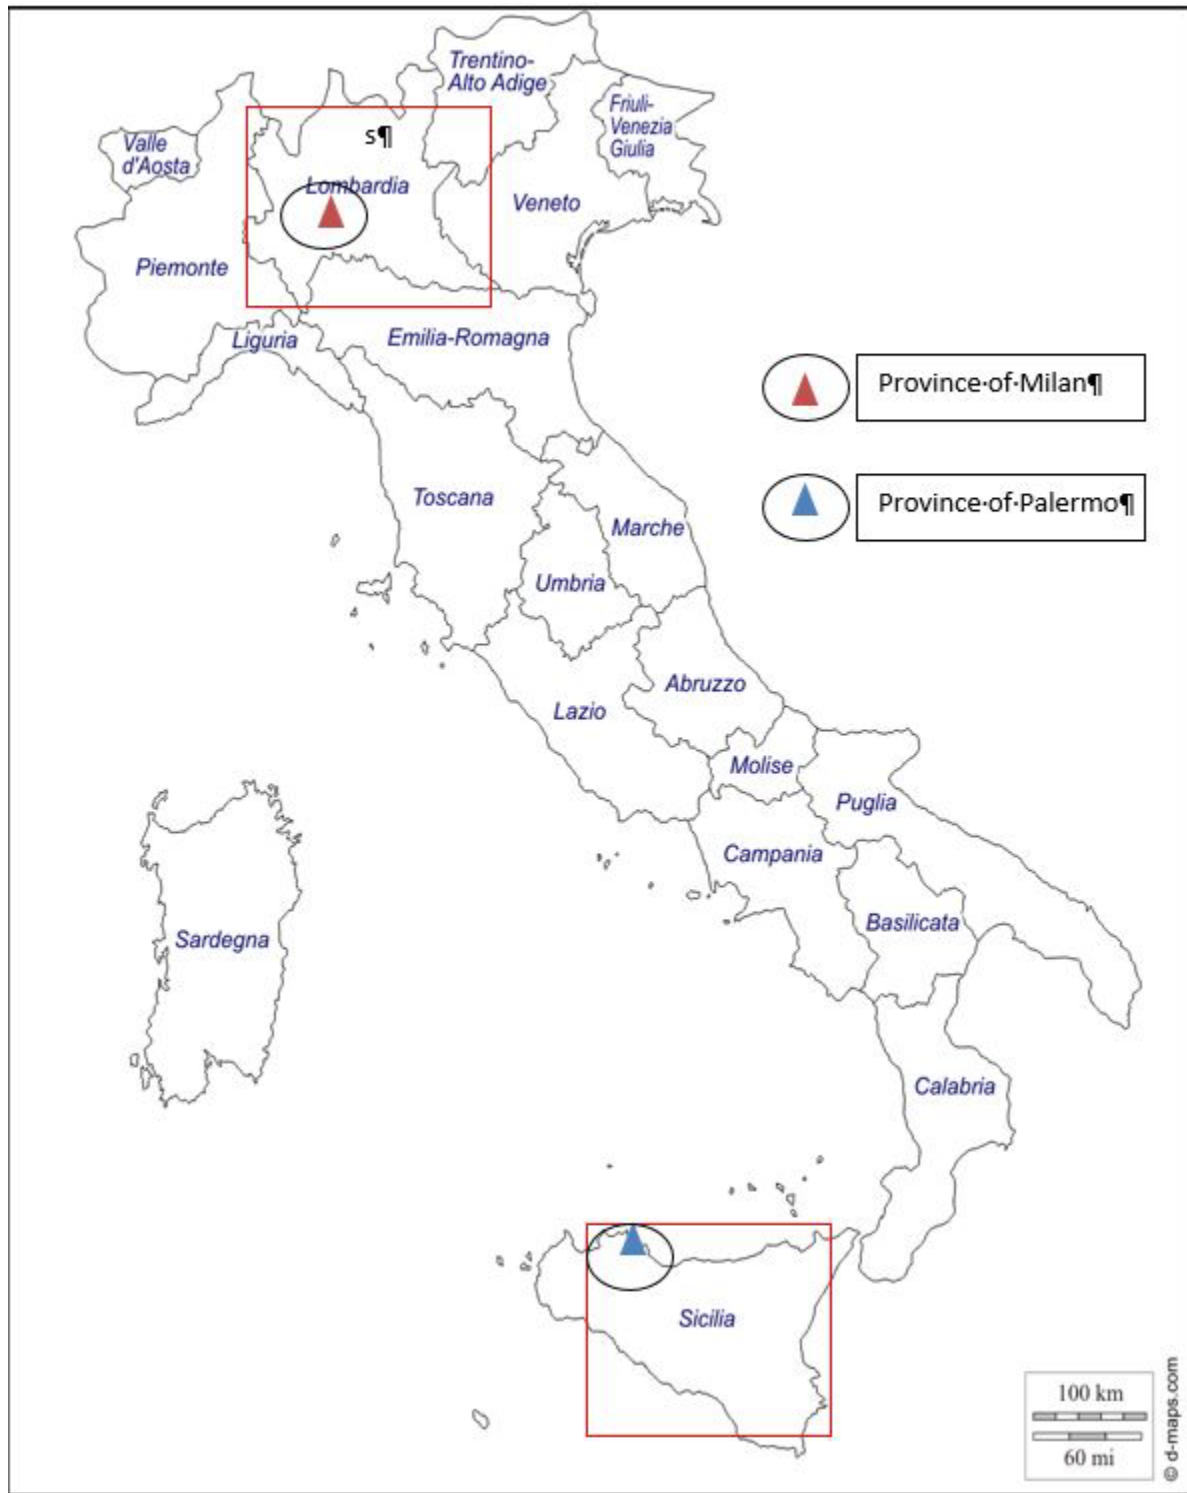 Trentino-
Alto Adige
Friuli-
Venezia
Giulia
s¶
Valle
d'Aosta
Lombardia
Veneto
Piemonte
Liguria
Emilia-Romagna
Province·of·Milan¶
Toscana
Province·of·Palermo¶
Marche
Umbria
Abruzzo
Lazio
Molise
Puglia
Campania
Basilicata
Sardegna
Calabria
Sicilia
100 km
60 mi
© d-maps.com